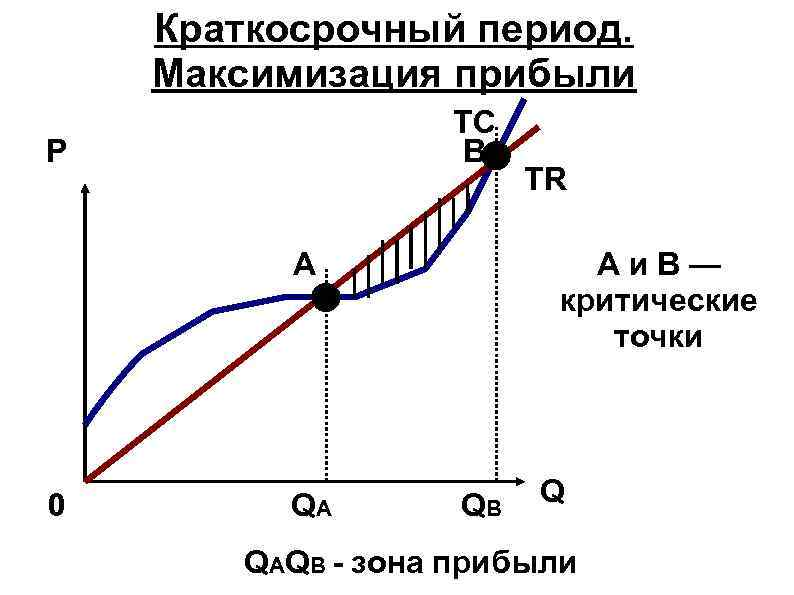 Краткосрочный период.
Максимизация прибыли
TC
P
B
TR
A
А и В —
критические
точки
0
QA
QB
Q
QAQB - зона прибыли